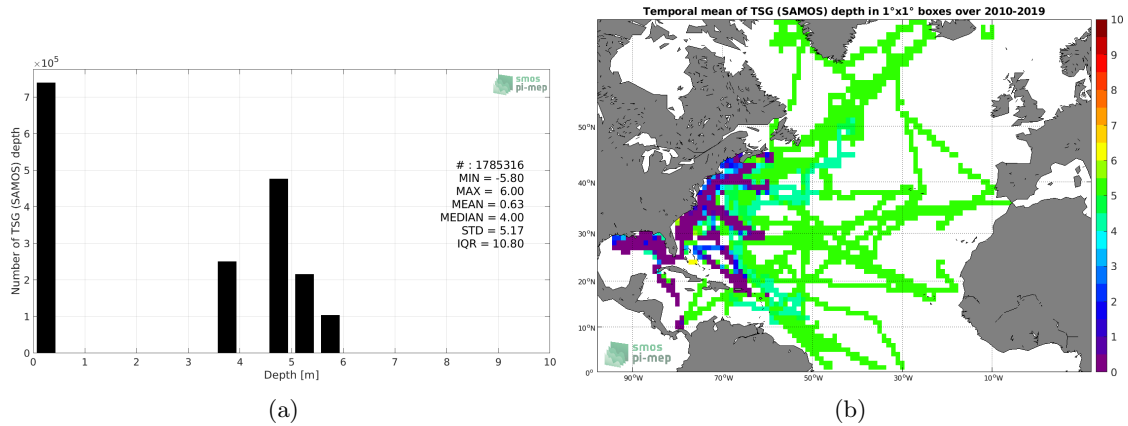 ×10⁵
7
6
5
4
3
2
1
0
Number of TSG (SAMOS) depth
0 1 2 3 4 5 6 7 8 9 10
Depth [m]
smos
pi-mep
# : 1785316
MIN = -5.80
MAX = 6.00
MEAN = 0.63
MEDIAN = 4.00
STD = 5.17
IQR = 10.80
(a)
Temporal mean of TSG (SAMOS) depth in 1°x1° boxes over 2010-2019
50°N
40°N
30°N
20°N
10°N
0°
90°W 70°W 50°W 30°W 10°W
smos
pi-mep
10
9
8
7
6
5
4
3
2
1
0
(b)